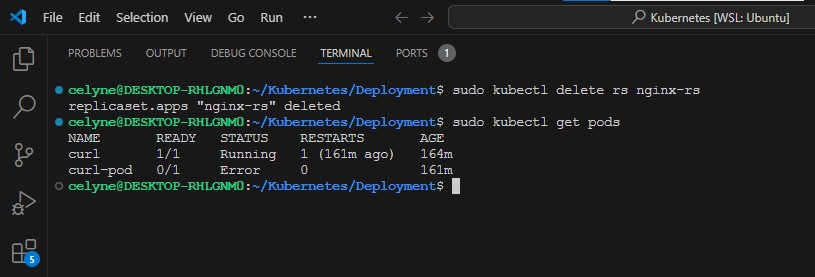 File Edit Selection View Go Run ... Kubernetes [WSL: Ubuntu]
PROBLEMS OUTPUT DEBUG CONSOLE TERMINAL PORTS 1
celyne@DESKTOP-RHLGNM0:~/Kubernetes/Deployment$ sudo kubectl delete rs nginx-rs
replicaset.apps "nginx-rs" deleted
celyne@DESKTOP-RHLGNM0:~/Kubernetes/Deployment$ sudo kubectl get pods
NAME READY STATUS RESTARTS AGE
curl 1/1 Running 1 (161m ago) 164m
curl-pod 0/1 Error 0 161m
celyne@DESKTOP-RHLGNM0:~/Kubernetes/Deployment$
5